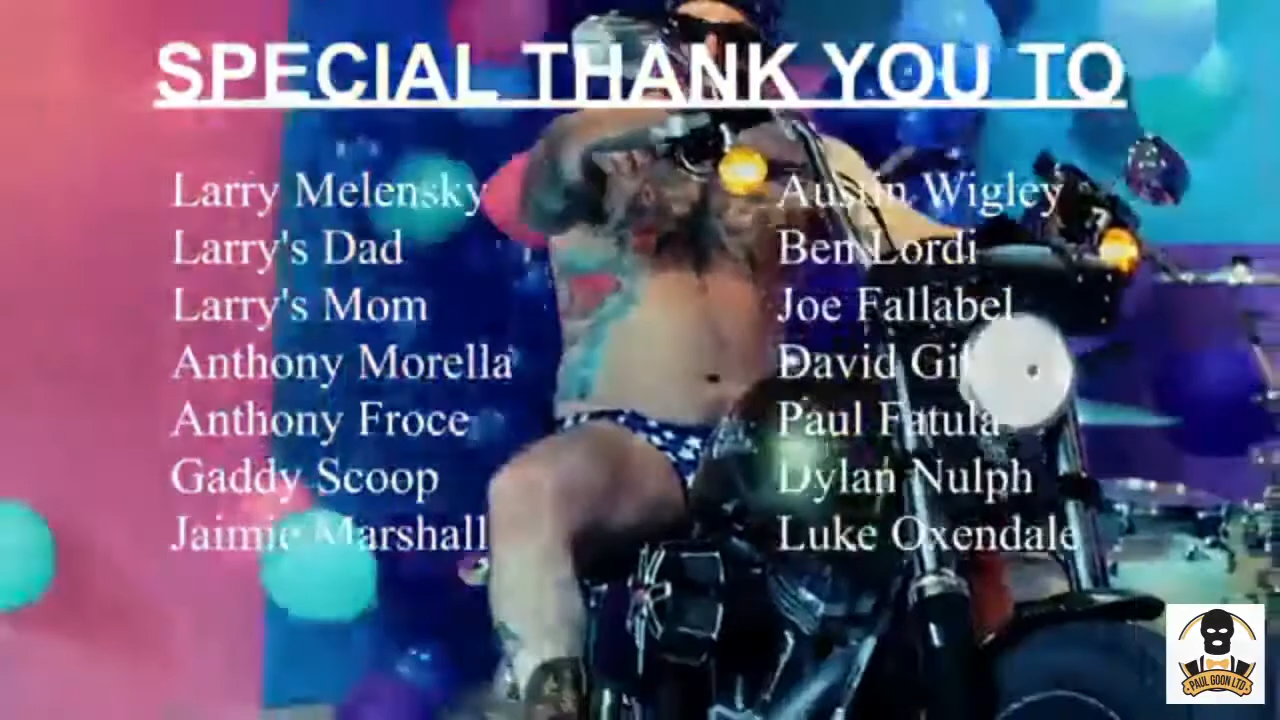 SPECIAL THANK YOU TO
Larry Melensky
Larry's Dad
Larry's Mom
Anthony Morella
Anthony Froce
Gaddy Scoop
Jaimie Marshall
Austin Wigley
Ben Lordi
Joe Fallabel
David
Paul Fatula
Dylan Nulph
Luke Oxendale
PAUL GOON LTD